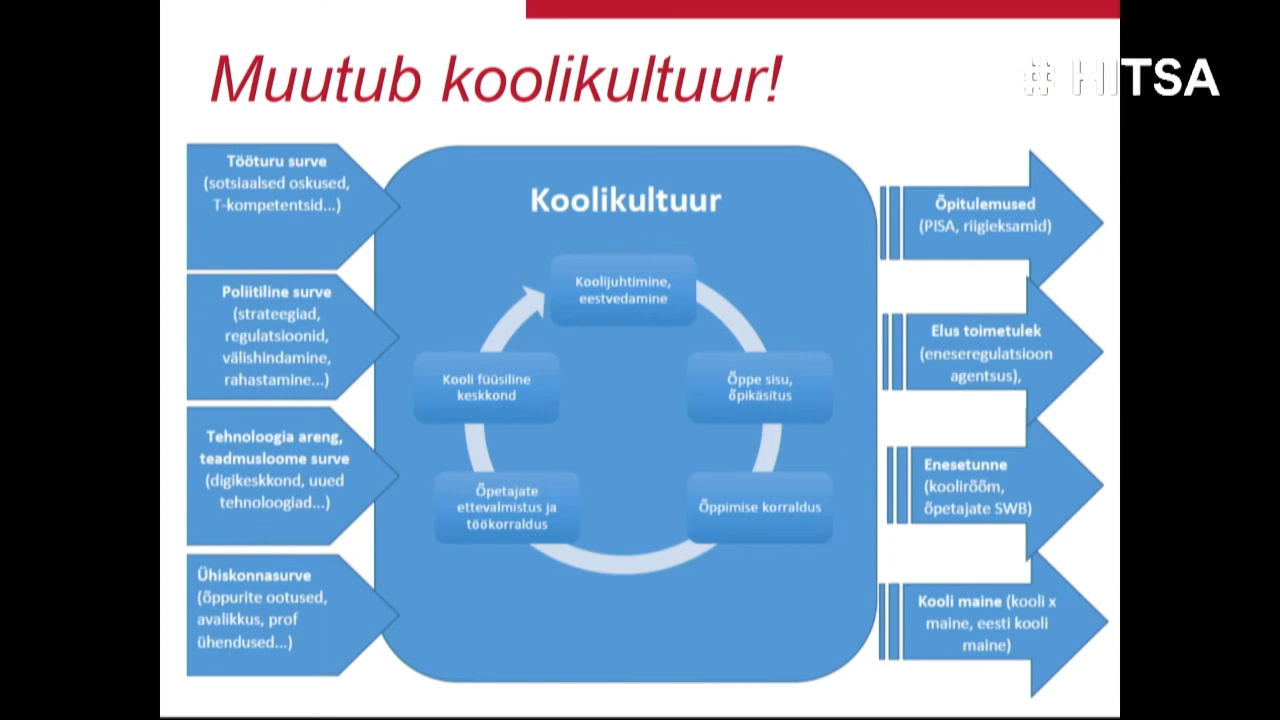 Muutub koolikultuur!
# HITSA
Tööturu surve
(sotsiaalsed oskused,
T-kompetentsid...)
Poliitiline surve
(strateegiad,
regulatsioonid,
välishindamine,
rahastamine...)
Tehnoloogia areng,
teadmusloome surve
(digikeskkond, uued
tehnoloogiad...)
Ühiskonnasurve
(õppurite ootused,
avalikkus, prof
ühendused...)
Koolikultuur
Koolijuhtimine,
eestvedamine
Õppe sisu,
õpikäsitus
Õppimise korraldus
Õpetajate
ettevalmistus ja
töökorraldus
Kooli füüsiline
keskkond
Õpitulemused
(PISA, riigieksamid)
Elus toimetulek
(eneseregulatsioon
agentsus),
Enesetunne
(koolirõõm,
õpetajate SWB)
Kooli maine (kooli x
maine, eesti kooli
maine)